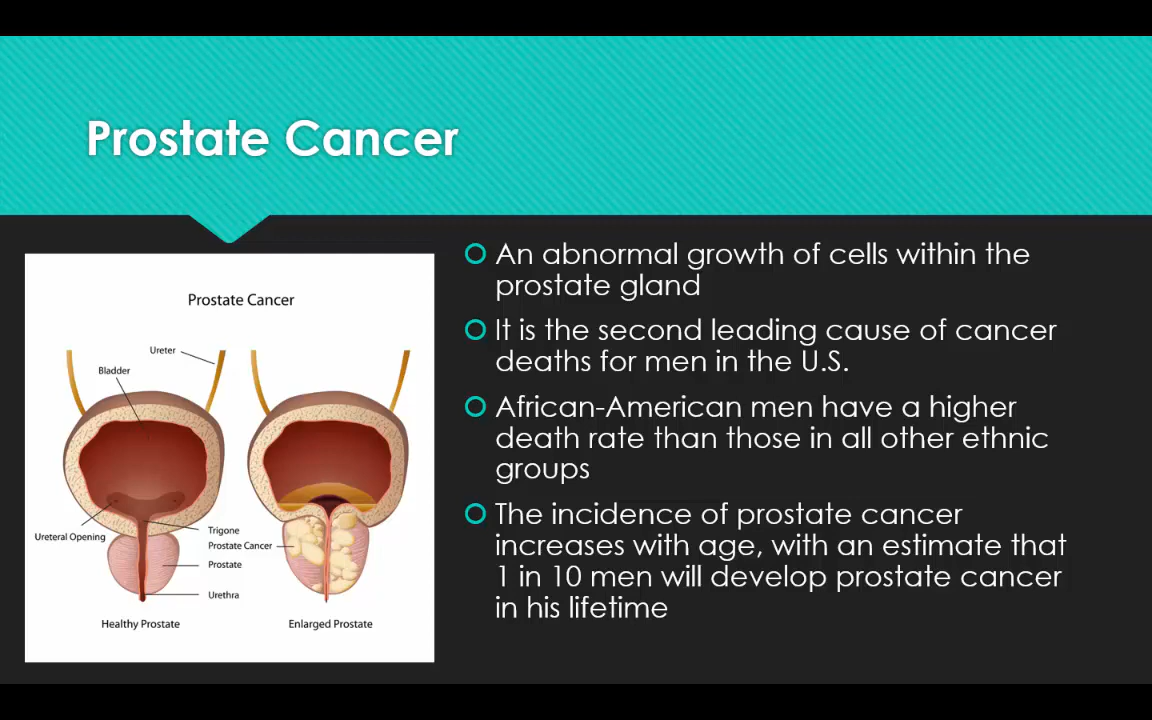 Prostate Cancer
Prostate Cancer
Ureter
Bladder
Ureteral Opening
Trigone
Prostate Cancer
Prostate
Urethra
Healthy Prostate
Enlarged Prostate
An abnormal growth of cells within the
prostate gland
It is the second leading cause of cancer
deaths for men in the U.S.
African-American men have a higher
death rate than those in all other ethnic
groups
The incidence of prostate cancer
increases with age, with an estimate that
1 in 10 men will develop prostate cancer
in his lifetime